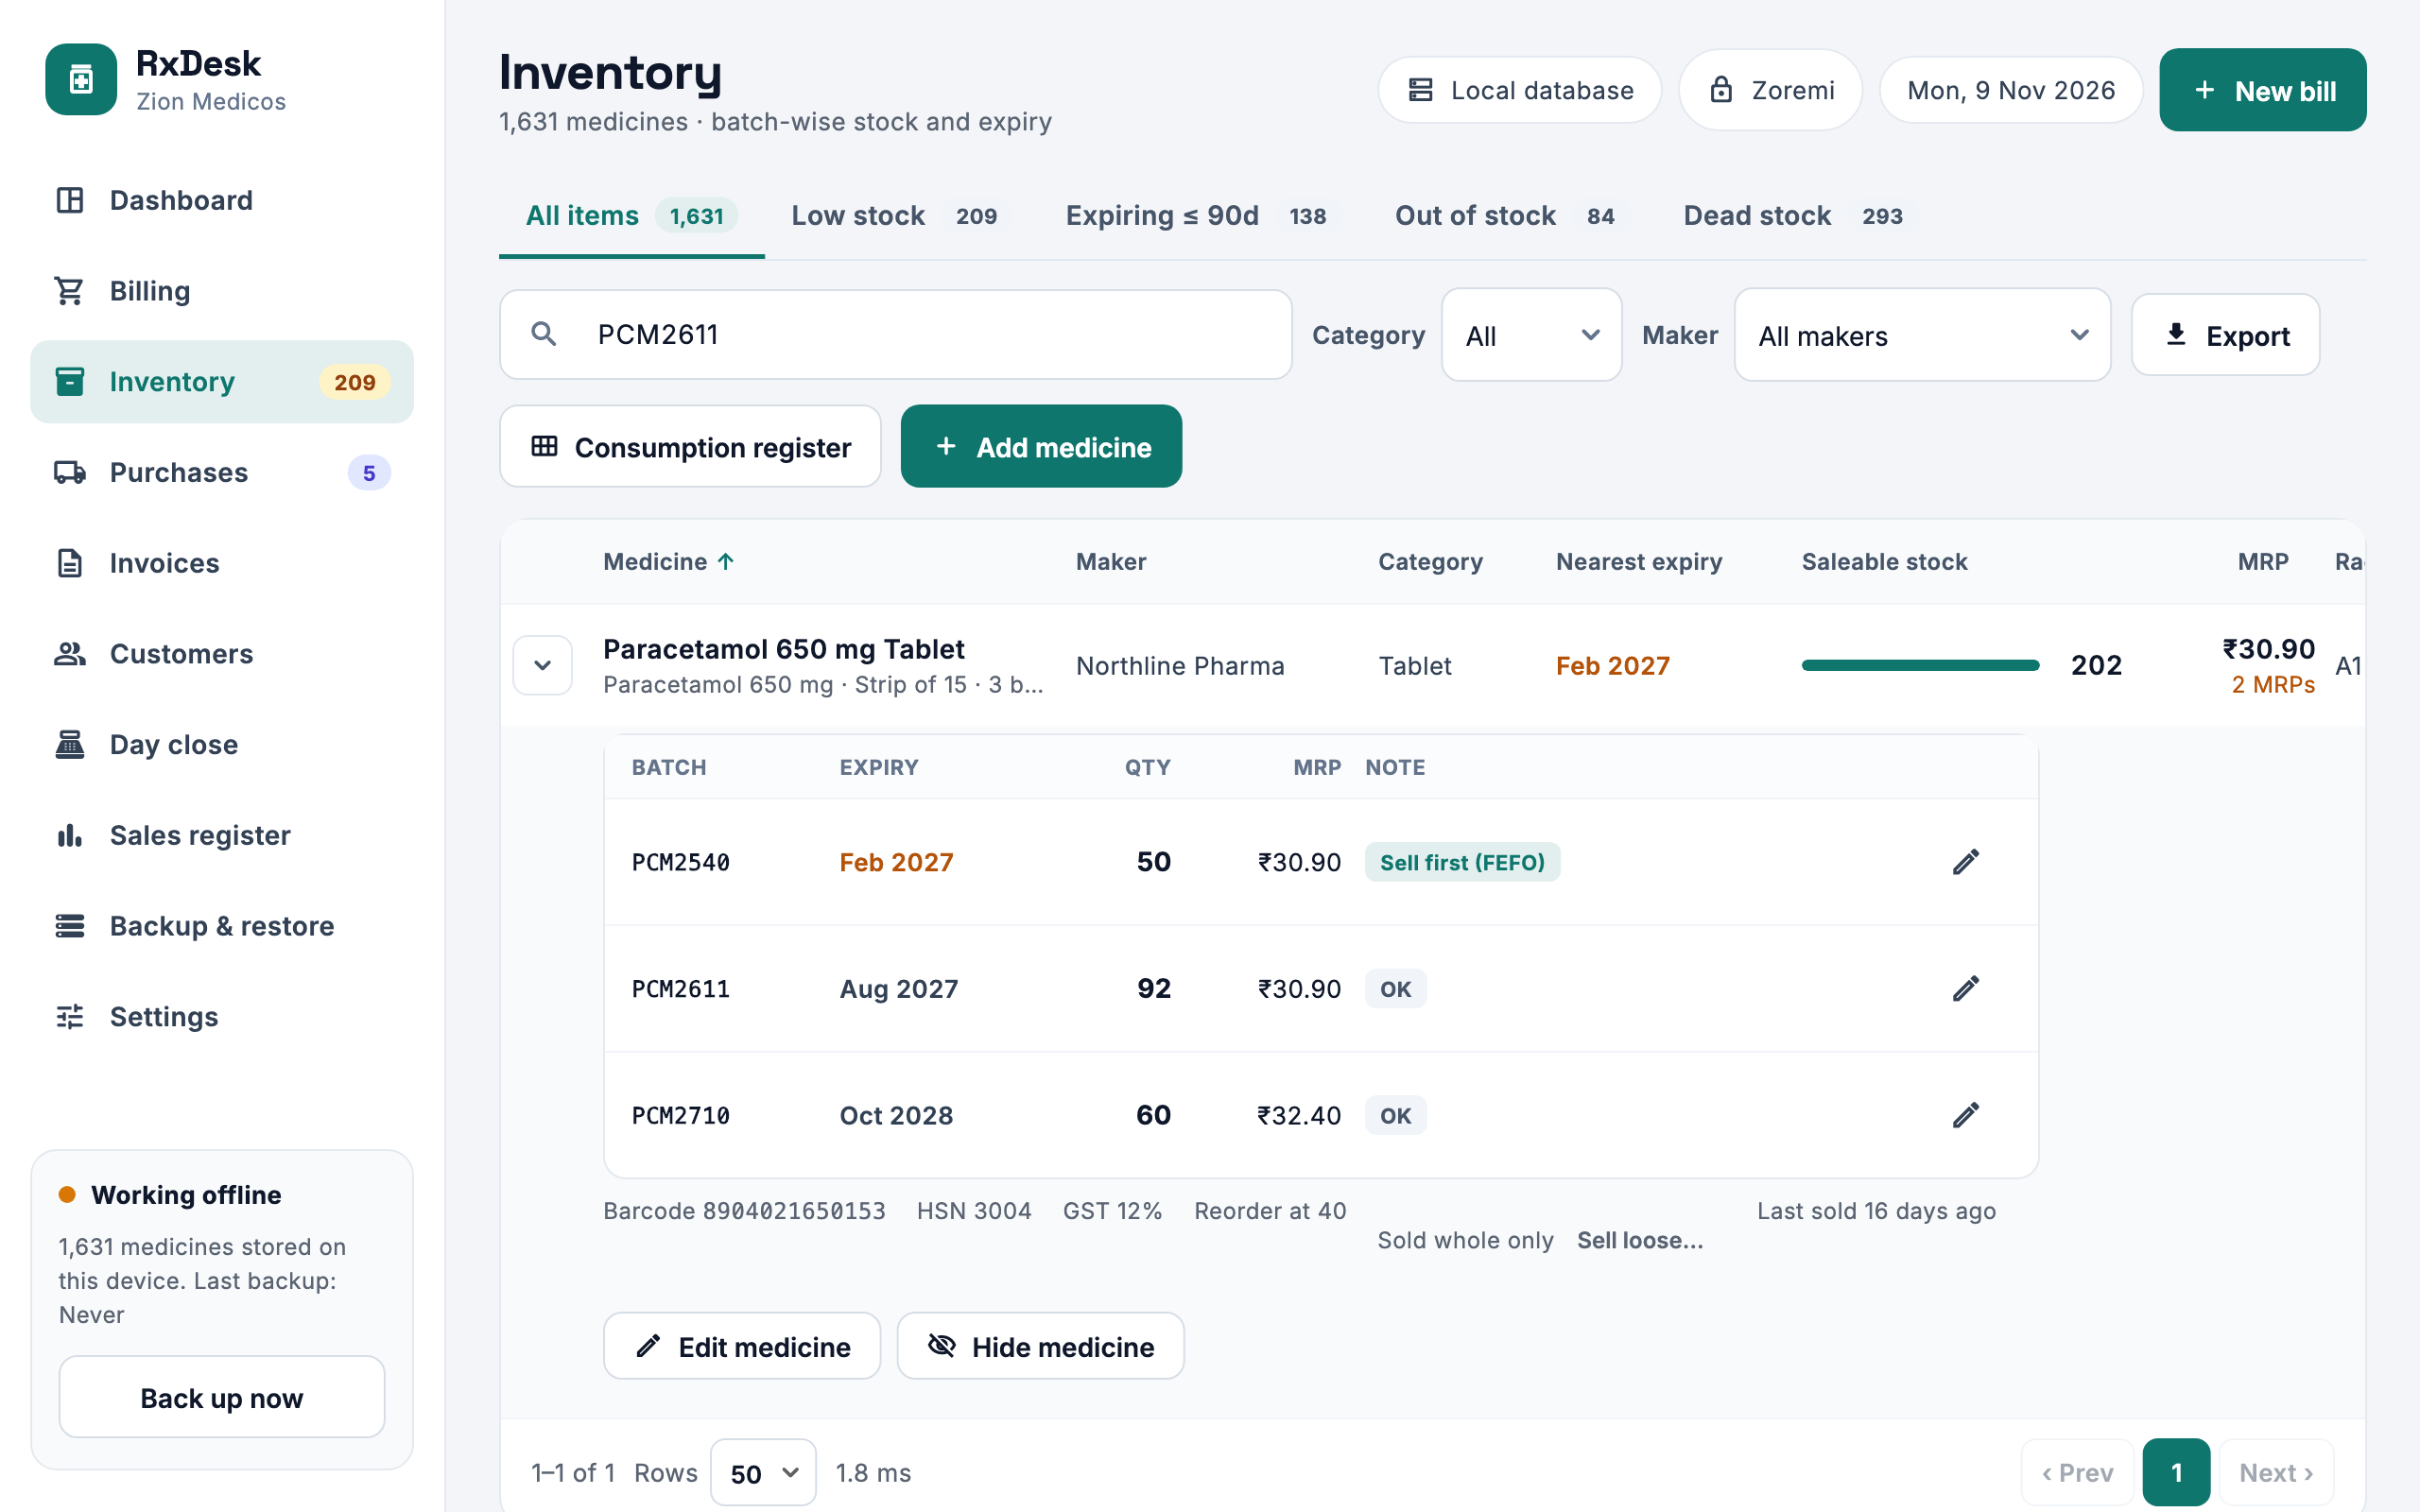 RxDesk
Zion Medicos
Dashboard
Billing
Inventory 209
Purchases 5
Invoices
Customers
Day close
Sales register
Backup & restore
Settings
Working offline
1,631 medicines stored on
this device. Last backup:
Never
Back up now
Inventory
1,631 medicines · batch-wise stock and expiry
Local database
Zoremi
Mon, 9 Nov 2026
+ New bill
All items 1,631 Low stock 209 Expiring ≤ 90d 138 Out of stock 84 Dead stock 293
PCM2611 Category All Maker All makers Export
Consumption register + Add medicine
Medicine ↑ Maker Category Nearest expiry Saleable stock MRP Ra
Paracetamol 650 mg Tablet Northline Pharma Tablet Feb 2027 202 ₹30.90 A1
Paracetamol 650 mg · Strip of 15 · 3 b... 2 MRPs
BATCH EXPIRY QTY MRP NOTE
PCM2540 Feb 2027 50 ₹30.90 Sell first (FEFO)
PCM2611 Aug 2027 92 ₹30.90 OK
PCM2710 Oct 2028 60 ₹32.40 OK
Barcode 8904021650153 HSN 3004 GST 12% Reorder at 40 Last sold 16 days ago
Sold whole only Sell loose...
Edit medicine Hide medicine
1–1 of 1 Rows 50 1.8 ms ‹ Prev 1 Next ›